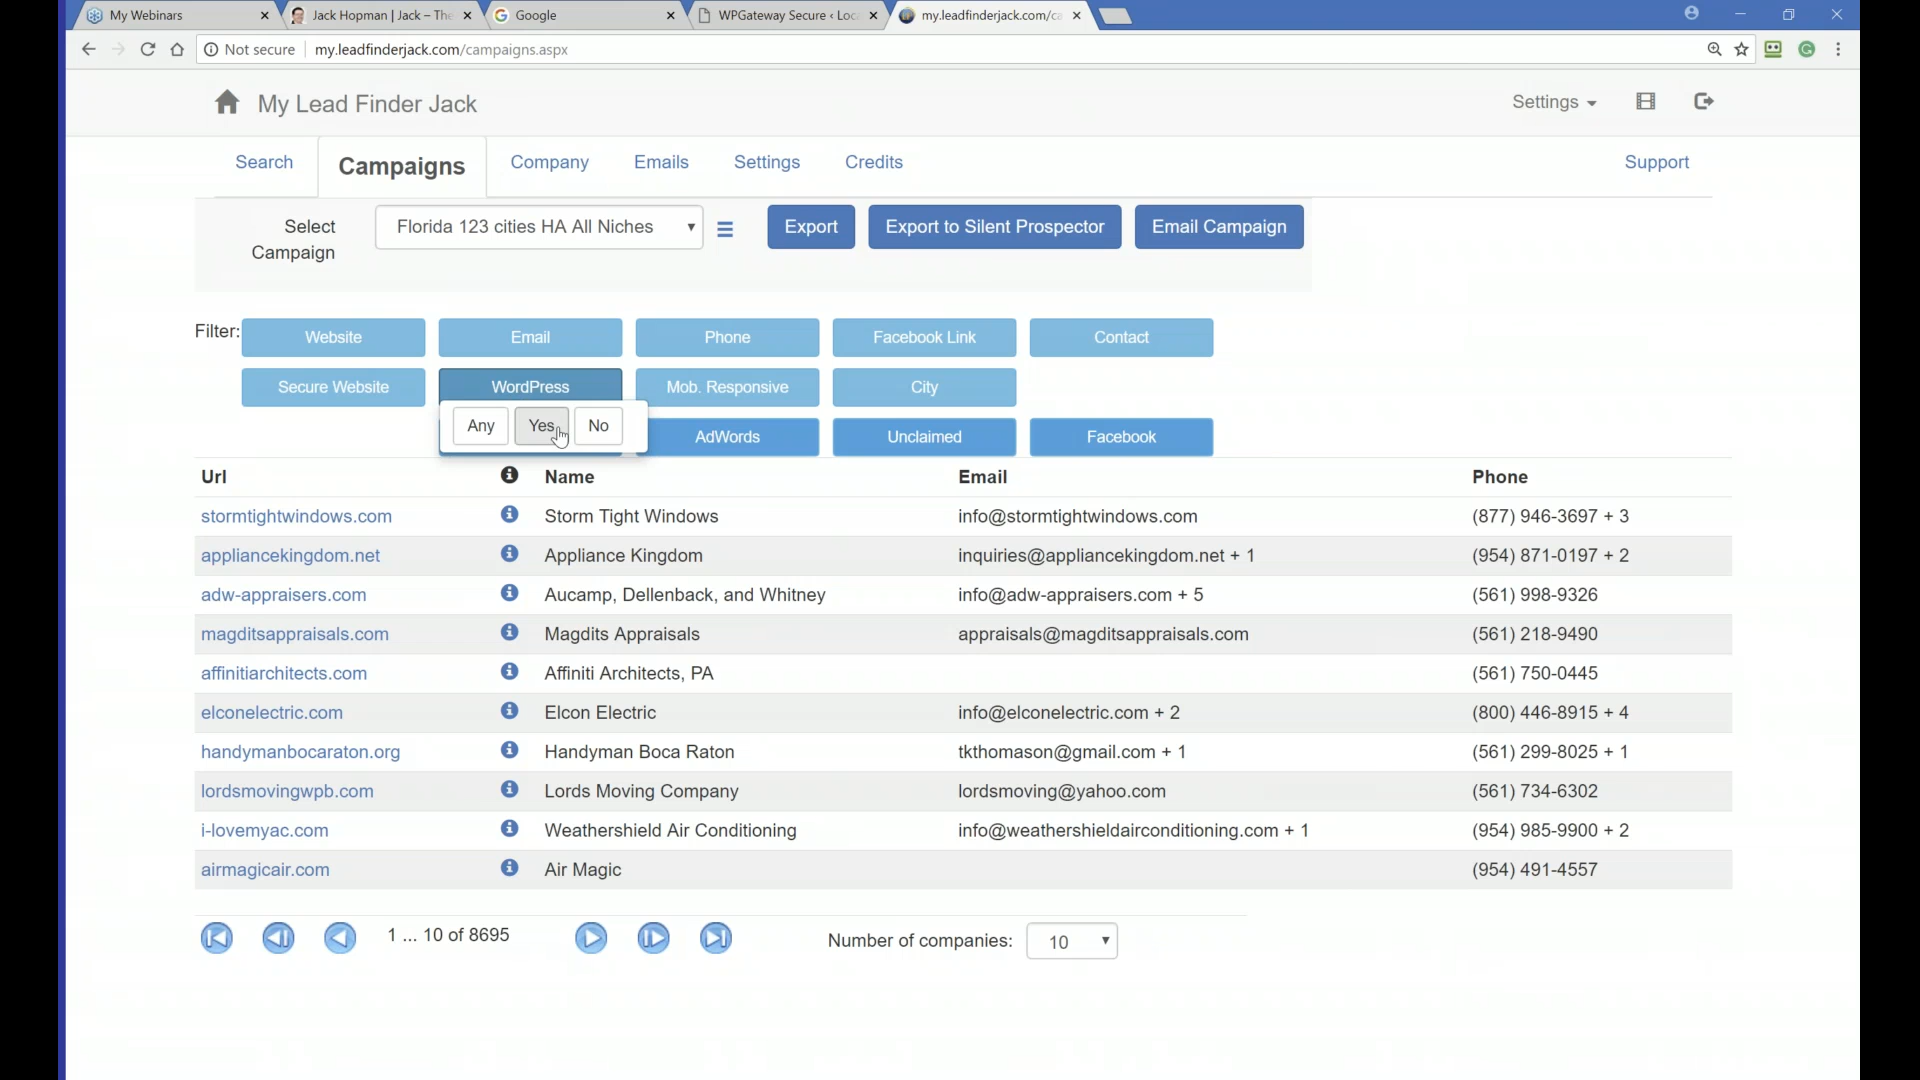 My Webinars
Jack Hopman | Jack – The
Google
WPGateway Secure ‹ Loc
my.leadfinderjack.com/ca
Not secure
my.leadfinderjack.com/campaigns.aspx
My Lead Finder Jack
Settings
Search
Campaigns
Company
Emails
Settings
Credits
Support
Select
Campaign
Florida 123 cities HA All Niches
Export
Export to Silent Prospector
Email Campaign
Filter:
Website
Email
Phone
Facebook Link
Contact
Secure Website
WordPress
Mob. Responsive
City
Any
Yes
No
AdWords
Unclaimed
Facebook
Url Name Email Phone
stormtightwindows.com Storm Tight Windows info@stormtightwindows.com (877) 946-3697 + 3
appliancekingdom.net Appliance Kingdom inquiries@appliancekingdom.net + 1 (954) 871-0197 + 2
adw-appraisers.com Aucamp, Dellenback, and Whitney info@adw-appraisers.com + 5 (561) 998-9326
magditsappraisals.com Magdits Appraisals appraisals@magditsappraisals.com (561) 218-9490
affinitiarchitects.com Affiniti Architects, PA (561) 750-0445
elconelectric.com Elcon Electric info@elconelectric.com + 2 (800) 446-8915 + 4
handymanbocaraton.org Handyman Boca Raton tkthomason@gmail.com + 1 (561) 299-8025 + 1
lordsmovingwpb.com Lords Moving Company lordsmoving@yahoo.com (561) 734-6302
i-lovemyac.com Weathershield Air Conditioning info@weathershieldairconditioning.com + 1 (954) 985-9900 + 2
airmagicair.com Air Magic (954) 491-4557
1 ... 10 of 8695
Number of companies:
10